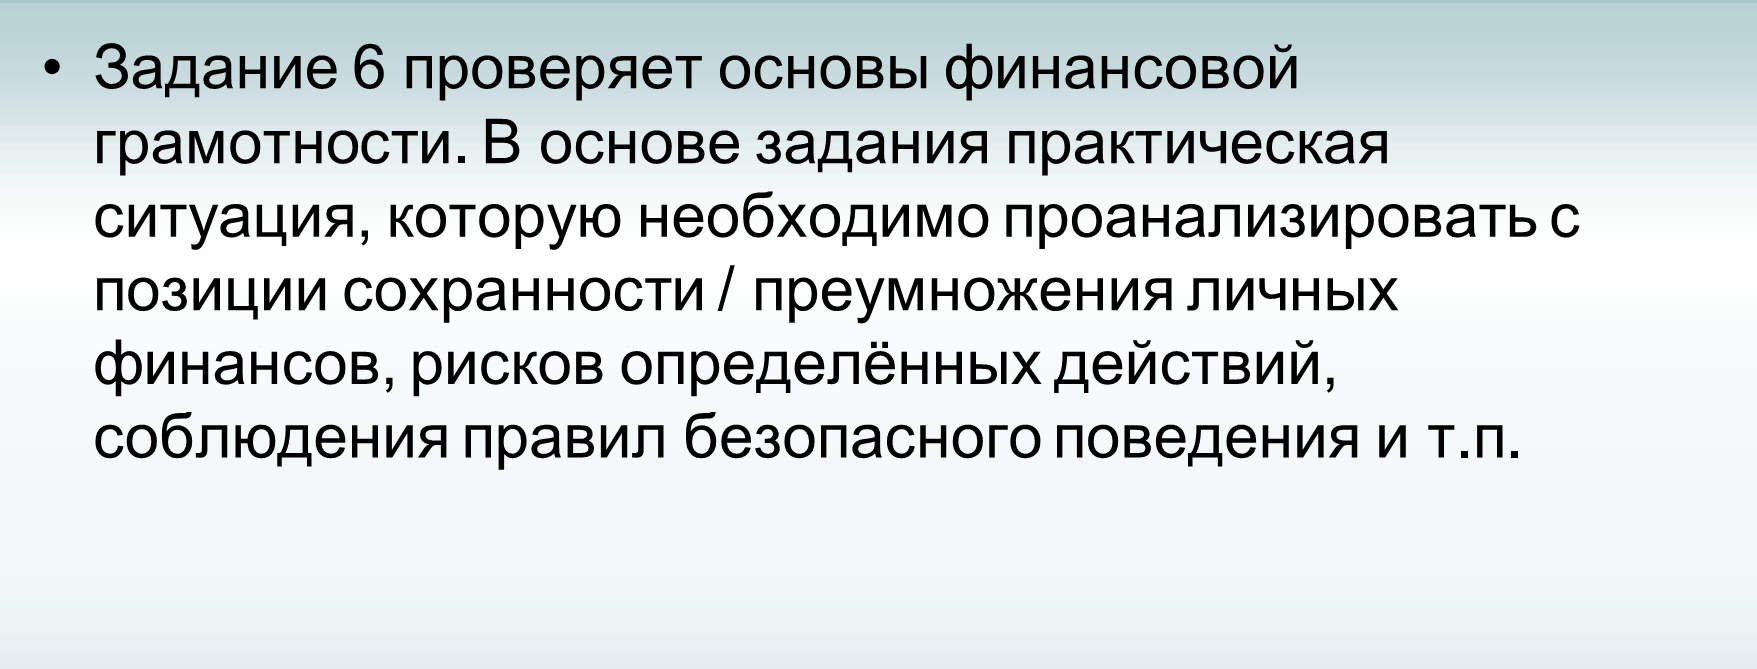 • Задание 6 проверяет основы финансовой
грамотности. В основе задания практическая
ситуация, которую необходимо проанализировать с
позиции сохранности / преумножения личных
финансов, рисков определённых действий,
соблюдения правил безопасного поведения и т.п.